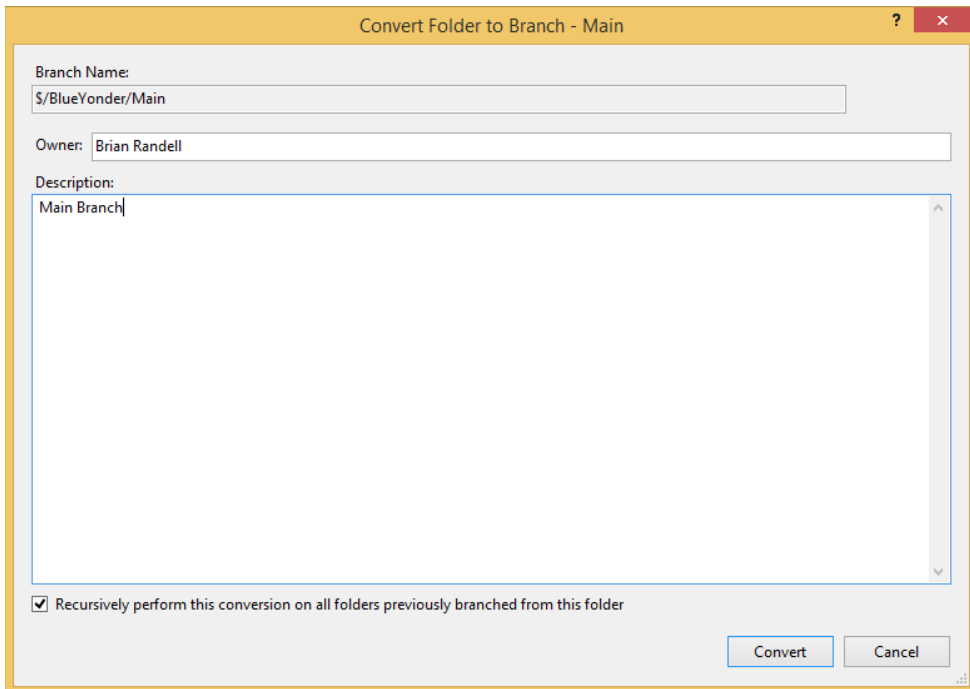 Convert Folder to Branch - Main
?
Branch Name:
$/BlueYonder/Main
Owner: Brian Randell
Description:
Main Branch
Recursively perform this conversion on all folders previously branched from this folder
Convert Cancel